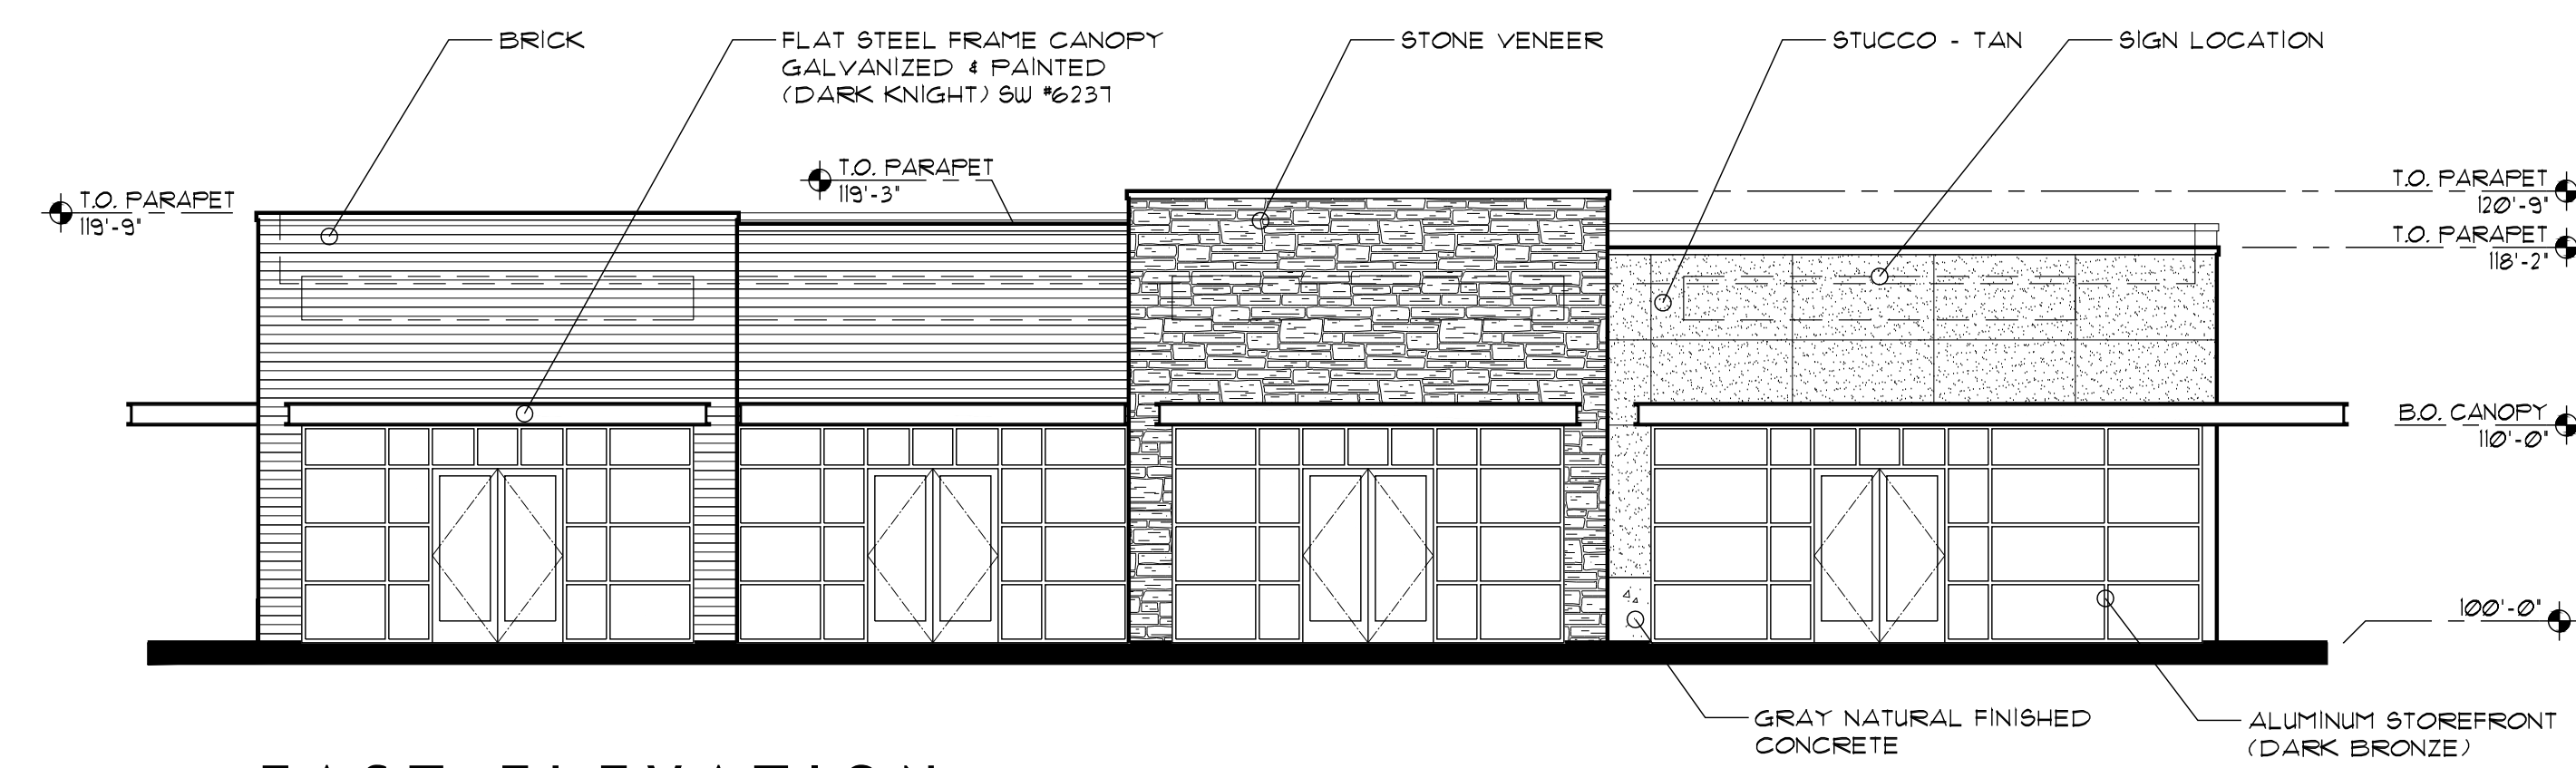 BRICK
FLAT STEEL FRAME CANOPY
GALVANIZED & PAINTED
(DARK KNIGHT) SW #6237
STONE VENEER
STUCCO - TAN
SIGN LOCATION
T.O. PARAPET
119'-9"
T.O. PARAPET
119'-3"
T.O. PARAPET
120'-9"
T.O. PARAPET
118'-2"
B.O. CANOPY
110'-0"
100'-0"
GRAY NATURAL FINISHED
CONCRETE
ALUMINUM STOREFRONT
(DARK BRONZE)
EAST ELEVATION